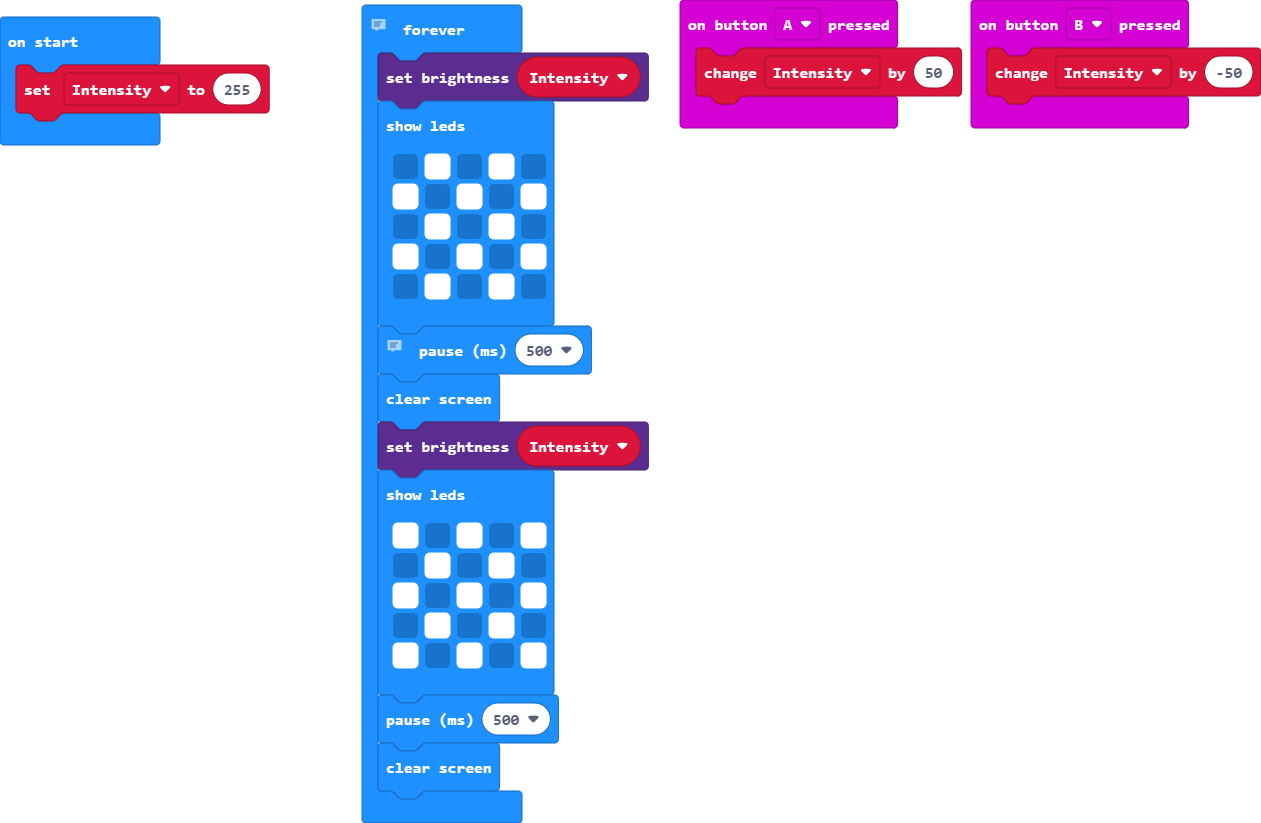 on start
set Intensity to 255
forever
set brightness Intensity
show leds
pause (ms) 500
clear screen
set brightness Intensity
show leds
pause (ms) 500
clear screen
on button A pressed
change Intensity by 50
on button B pressed
change Intensity by -50